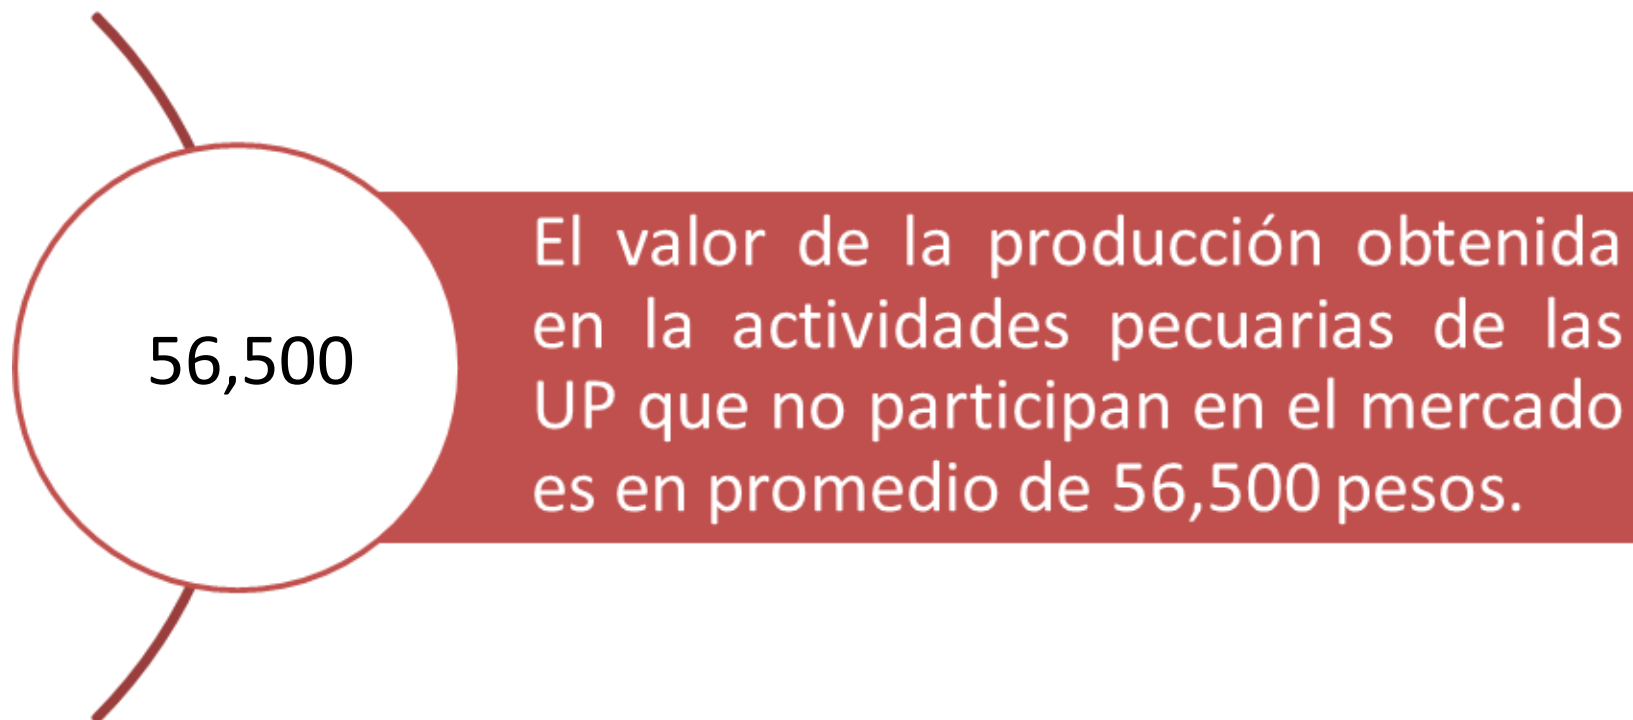 56,500
El valor de la producción obtenida
en la actividades pecuarias de las
UP que no participan en el mercado
es en promedio de 56,500 pesos.